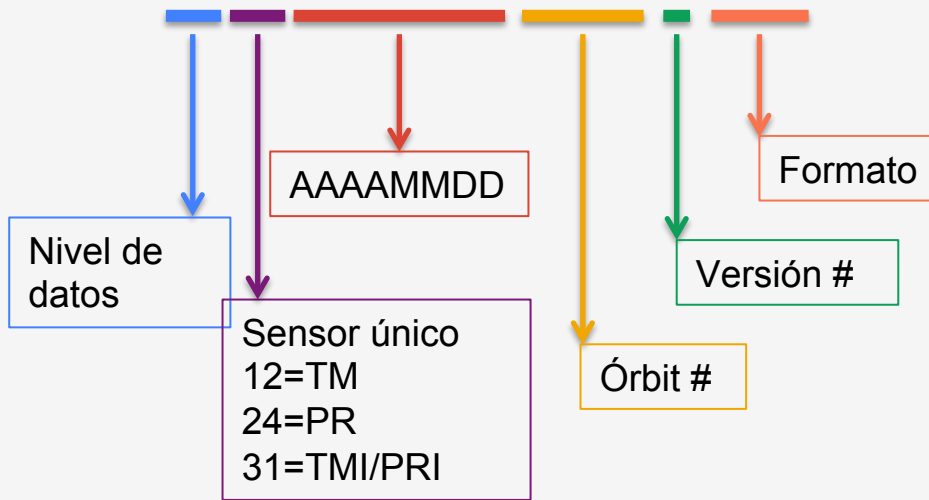 AAAAMMDD
Formato
Nivel de
datos
Versión #
Sensor único
12=TM
24=PR
31=TMI/PRI
Órbit #